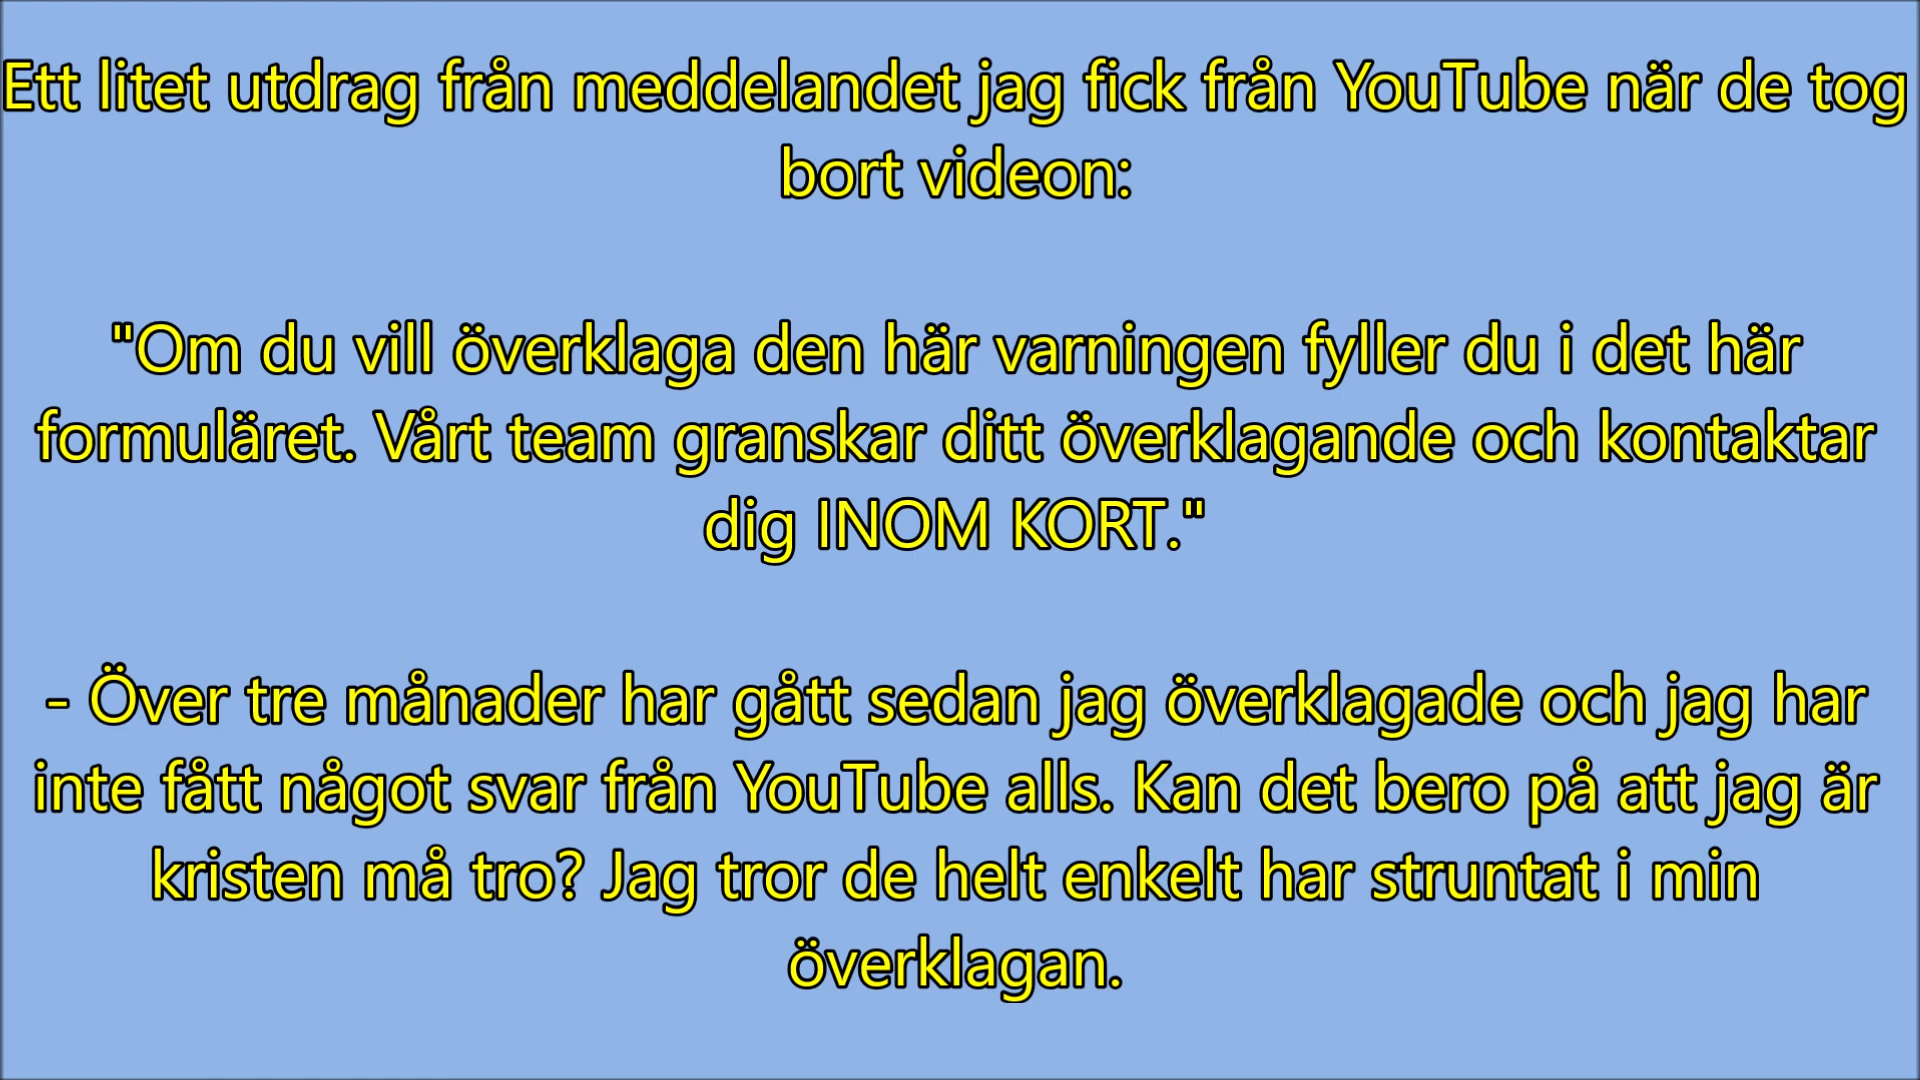 Ett litet utdrag från meddelandet jag fick från YouTube när de tog
bort videon:
"Om du vill överklaga den här varningen fyller du i det här
formuläret. Vårt team granskar ditt överklagande och kontaktar
dig INOM KORT."
- Över tre månader har gått sedan jag överklagade och jag har
inte fått något svar från YouTube alls. Kan det bero på att jag är
kristen må tro? Jag tror de helt enkelt har struntat i min
överklagan.